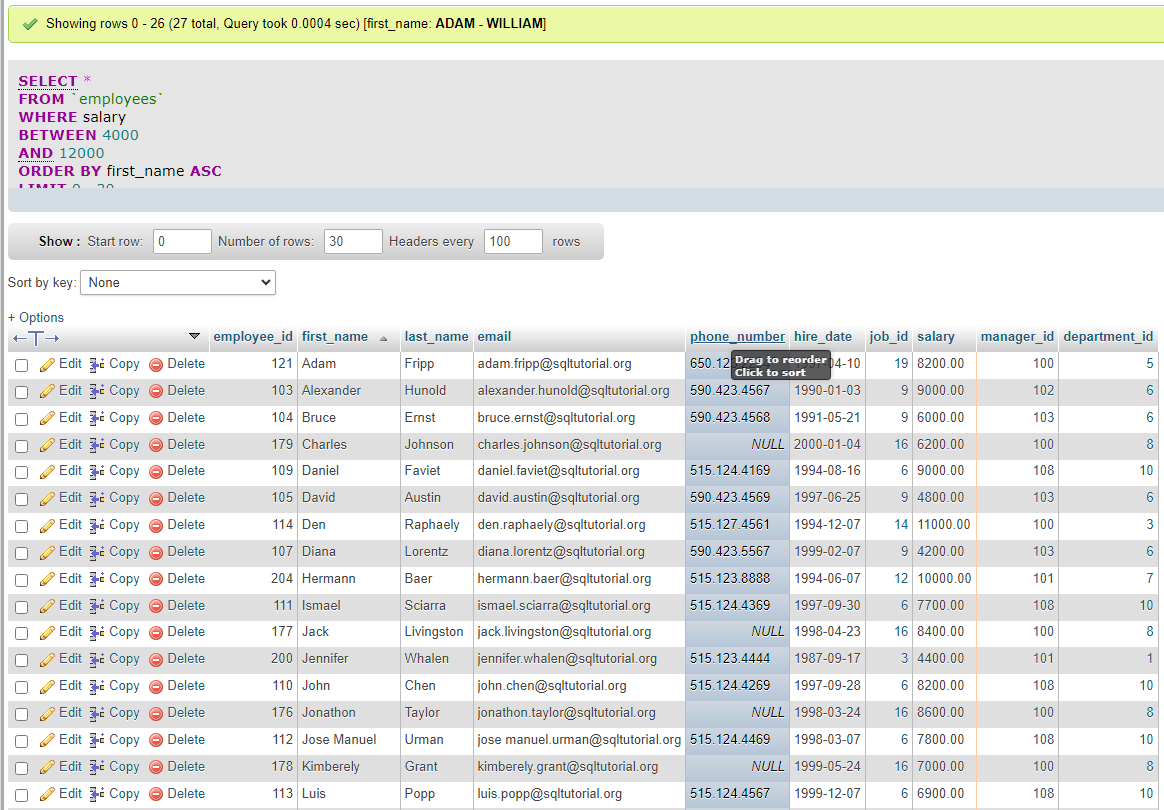 Showing rows 0 - 26 (27 total, Query took 0.0004 sec) [first_name: ADAM - WILLIAM]
SELECT *
FROM `employees`
WHERE salary
BETWEEN 4000
AND 12000
ORDER BY first_name ASC
LIMIT 0 , 30
Show : Start row: 0 Number of rows: 30 Headers every 100 rows
Sort by key: None
+ Options
employee_id first_name last_name email phone_number hire_date job_id salary manager_id department_id
Drag to reorder
Click to sort
Edit Copy Delete 121 Adam Fripp adam.fripp@sqltutorial.org 650.12 04-10 19 8200.00 100 5
Edit Copy Delete 103 Alexander Hunold alexander.hunold@sqltutorial.org 590.423.4567 1990-01-03 9 9000.00 102 6
Edit Copy Delete 104 Bruce Ernst bruce.ernst@sqltutorial.org 590.423.4568 1991-05-21 9 6000.00 103 6
Edit Copy Delete 179 Charles Johnson charles.johnson@sqltutorial.org NULL 2000-01-04 16 6200.00 100 8
Edit Copy Delete 109 Daniel Faviet daniel.faviet@sqltutorial.org 515.124.4169 1994-08-16 6 9000.00 108 10
Edit Copy Delete 105 David Austin david.austin@sqltutorial.org 590.423.4569 1997-06-25 9 4800.00 103 6
Edit Copy Delete 114 Den Raphaely den.raphaely@sqltutorial.org 515.127.4561 1994-12-07 14 11000.00 100 3
Edit Copy Delete 107 Diana Lorentz diana.lorentz@sqltutorial.org 590.423.5567 1999-02-07 9 4200.00 103 6
Edit Copy Delete 204 Hermann Baer hermann.baer@sqltutorial.org 515.123.8888 1994-06-07 12 10000.00 101 7
Edit Copy Delete 111 Ismael Sciarra ismael.sciarra@sqltutorial.org 515.124.4369 1997-09-30 6 7700.00 108 10
Edit Copy Delete 177 Jack Livingston jack.livingston@sqltutorial.org NULL 1998-04-23 16 8400.00 100 8
Edit Copy Delete 200 Jennifer Whalen jennifer.whalen@sqltutorial.org 515.123.4444 1987-09-17 3 4400.00 101 1
Edit Copy Delete 110 John Chen john.chen@sqltutorial.org 515.124.4269 1997-09-28 6 8200.00 108 10
Edit Copy Delete 176 Jonathon Taylor jonathon.taylor@sqltutorial.org NULL 1998-03-24 16 8600.00 100 8
Edit Copy Delete 112 Jose Manuel Urman jose manuel.urman@sqltutorial.org 515.124.4469 1998-03-07 6 7800.00 108 10
Edit Copy Delete 178 Kimberely Grant kimberely.grant@sqltutorial.org NULL 1999-05-24 16 7000.00 100 8
Edit Copy Delete 113 Luis Popp luis.popp@sqltutorial.org 515.124.4567 1999-12-07 6 6900.00 108 10